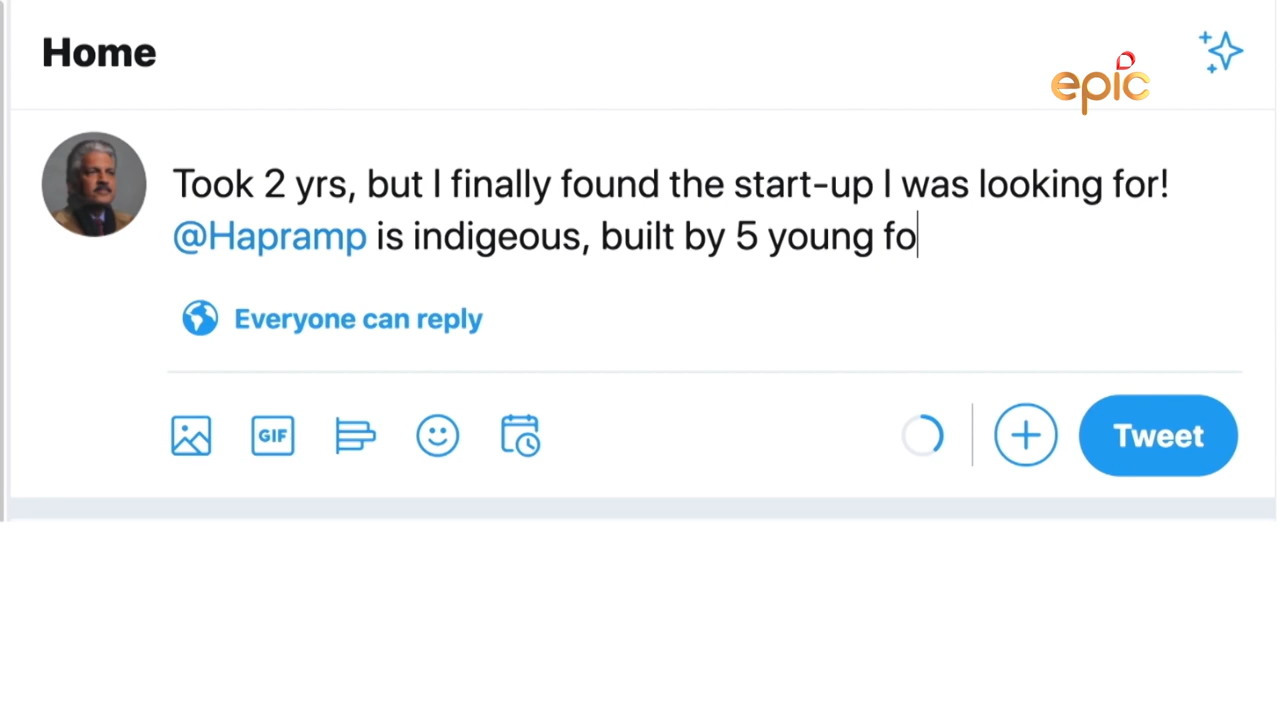 Home
epic
Took 2 yrs, but I finally found the start-up I was looking for!
@Hapramp is indigeous, built by 5 young fo
Everyone can reply
GIF
Tweet